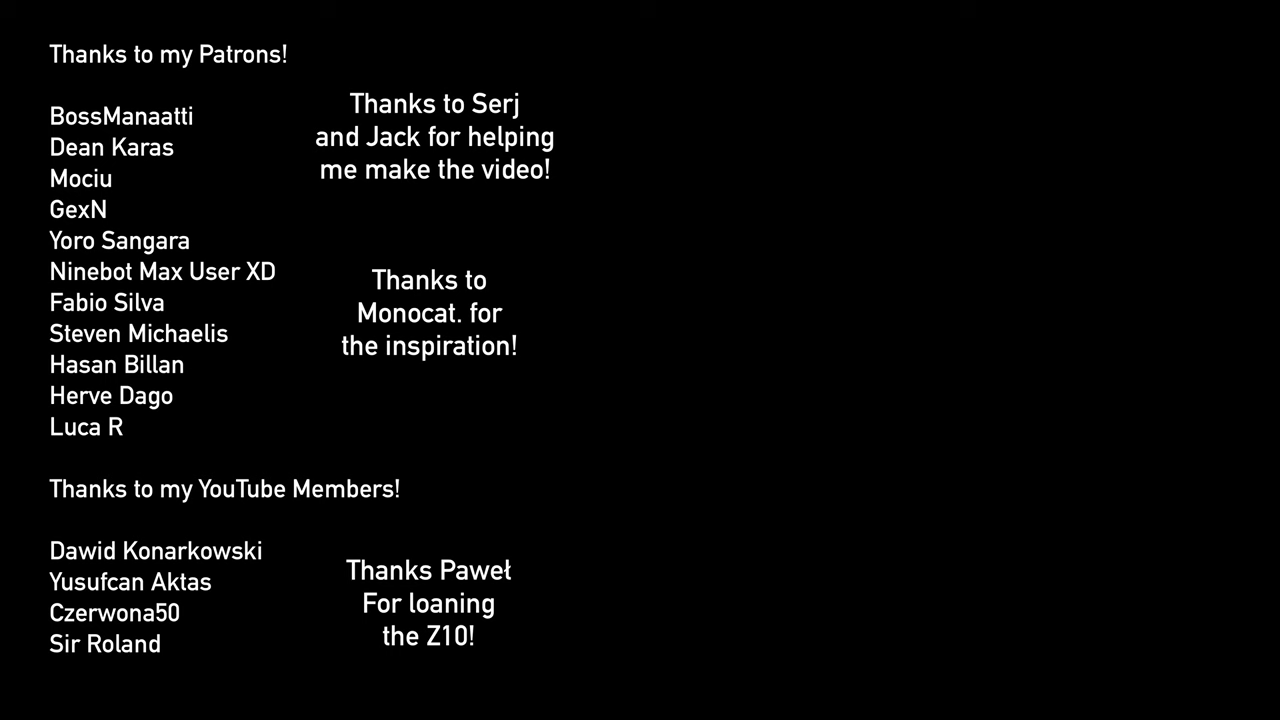 Thanks to my Patrons!
BossManaatti
Dean Karas
Mociu
GexN
Yoro Sangara
Ninebot Max User XD
Fabio Silva
Steven Michaelis
Hasan Billan
Herve Dago
Luca R
Thanks to my YouTube Members!
Dawid Konarkowski
Yusufcan Aktas
Czerwona50
Sir Roland
Thanks to Serj
and Jack for helping
me make the video!
Thanks to
Monocat. for
the inspiration!
Thanks Paweł
For loaning
the Z10!